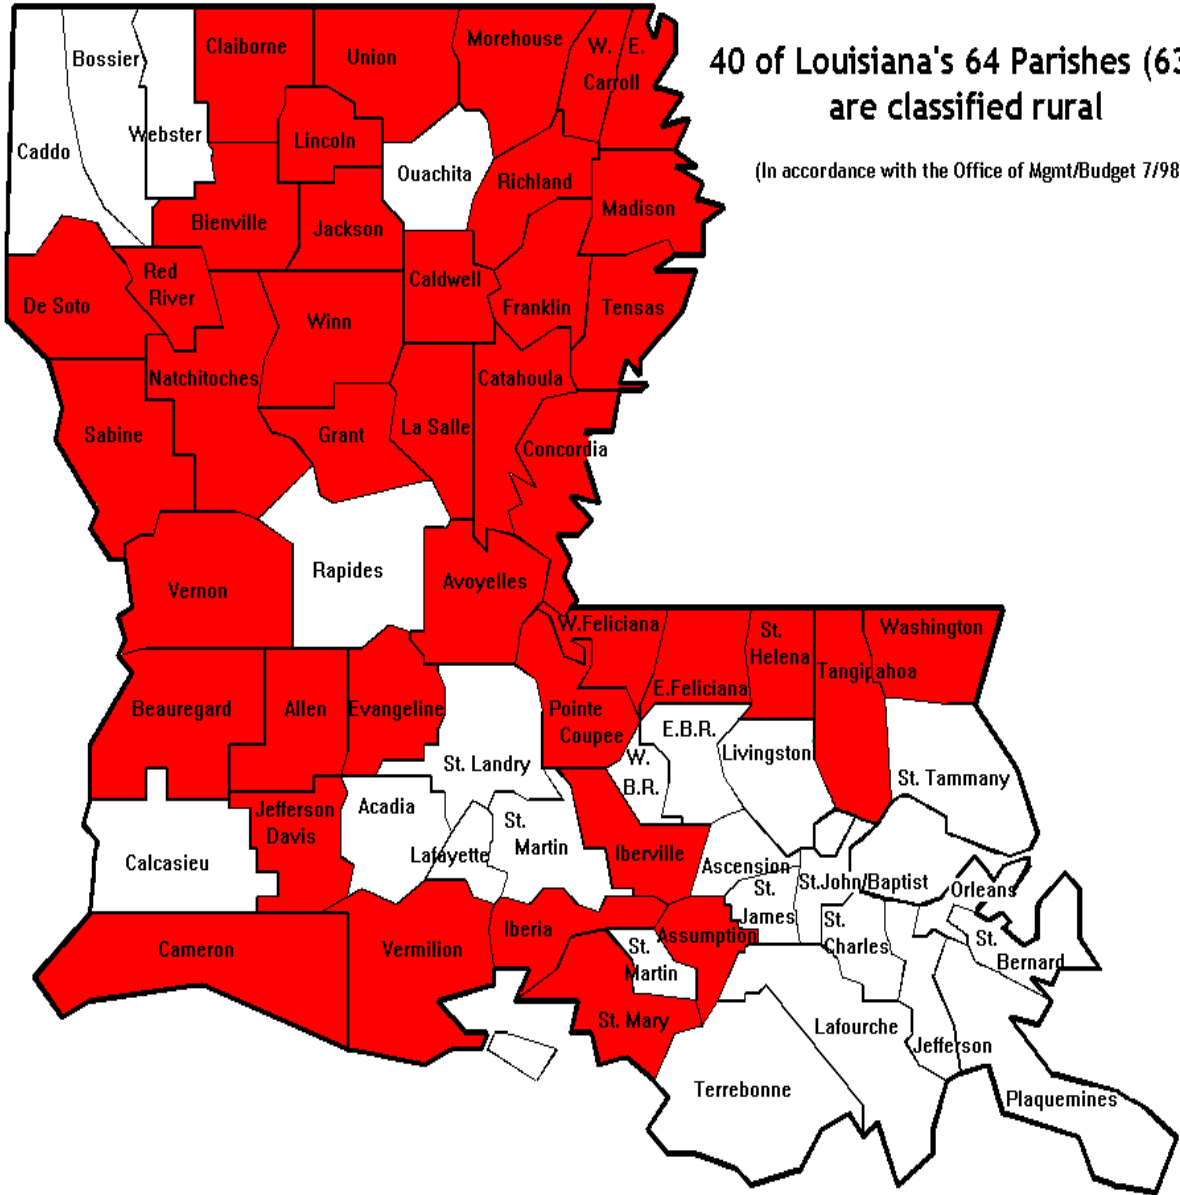 40 of Louisiana's 64 Parishes (63
are classified rural
(In accordance with the Office of Mgmt/Budget 7/98
Bossier
Claiborne
Union
Morehouse
W. E.
Carroll
Webster
Caddo
Lincoln
Ouachita
Richland
Madison
Bienville
Jackson
Red
River
De Soto
Caldwell
Winn
Franklin
Tensas
Natchitoches
Catahoula
Sabine
Grant
La Salle
Concordia
Vernon
Rapides
Avoyelles
W.Feliciana
St.
Helena
Washington
Tangipahoa
E.Feliciana
Beauregard
Allen
Evangeline
Pointe
Coupee
E.B.R.
Livingston
W.
B.R.
St. Landry
St. Tammany
Jefferson
Davis
Acadia
Lafayette
St.
Martin
Calcasieu
Iberville
Ascension
St.
James
St.John/Baptist
Orleans
Cameron
Vermilion
Iberia
St.
Martin
Assumption
St.
Charles
St.
Bernard
St. Mary
Lafourche
Jefferson
Terrebonne
Plaquemines